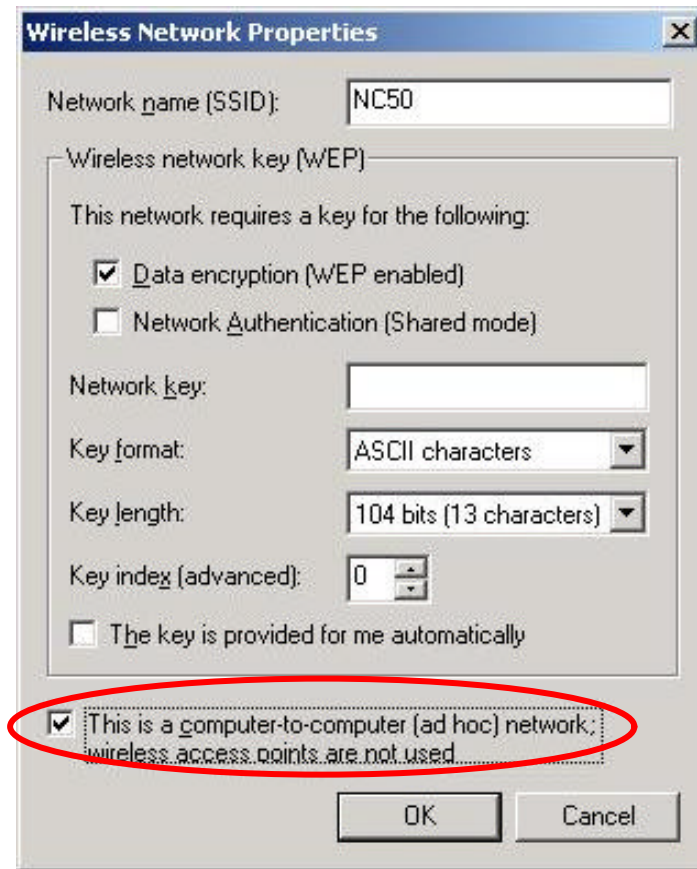 Wireless Network Properties
Network name (SSID): NC50
Wireless network key (WEP)
This network requires a key for the following:
Data encryption (WEP enabled)
Network Authentication (Shared mode)
Network key:
Key format: ASCII characters
Key length: 104 bits (13 characters)
Key index (advanced): 0
The key is provided for me automatically
This is a computer-to-computer (ad hoc) network;
wireless access points are not used
OK Cancel